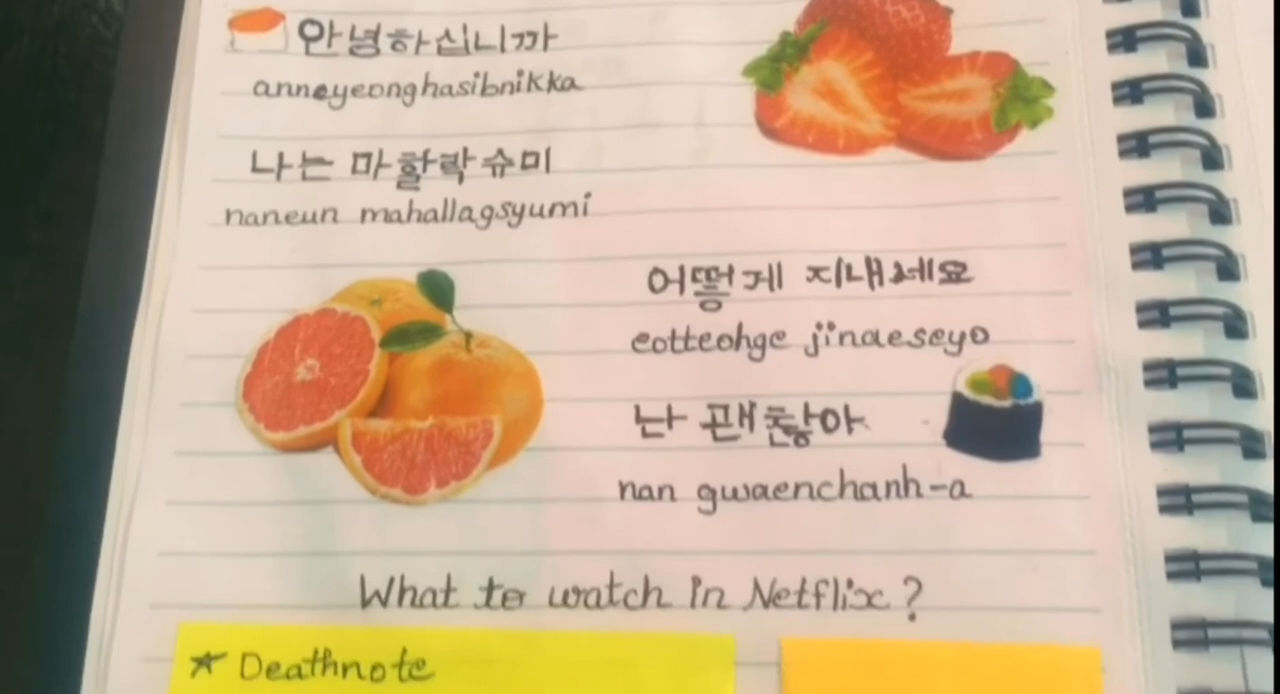 안녕하십니까
anneyeonghasibnikka
나는 마할락슈미
naneun mahallagsyumi
어떻게 지내세요
eotteohge jinaeseyo
난 괜찮아
nan gwaenchanh-a
What to watch in Netflix?
★ Deathnote